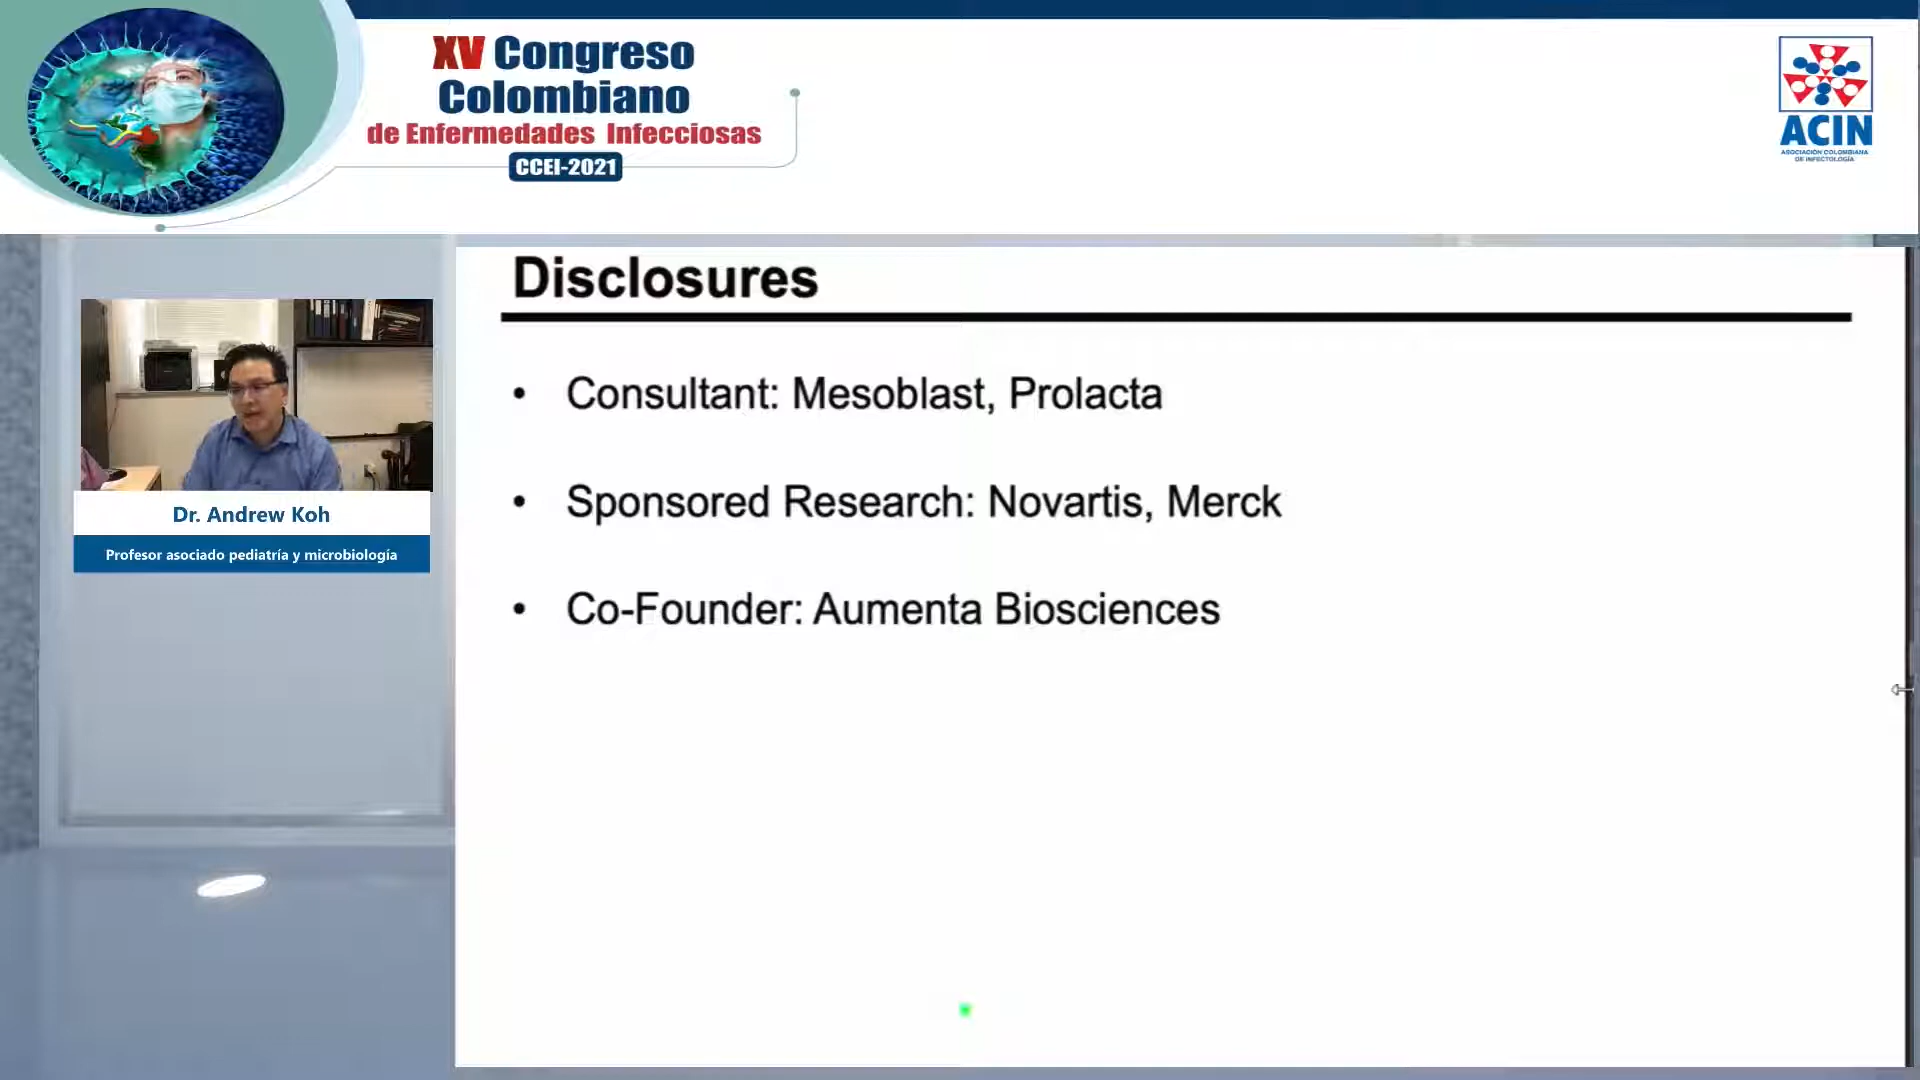 XV Congreso
Colombiano
de Enfermedades Infecciosas
CCEI-2021
ACIN
ASOCIACIÓN COLOMBIANA
DE INFECTOLOGÍA
Disclosures
• Consultant: Mesoblast, Prolacta
• Sponsored Research: Novartis, Merck
• Co-Founder: Aumenta Biosciences
Dr. Andrew Koh
Profesor asociado pediatría y microbiología